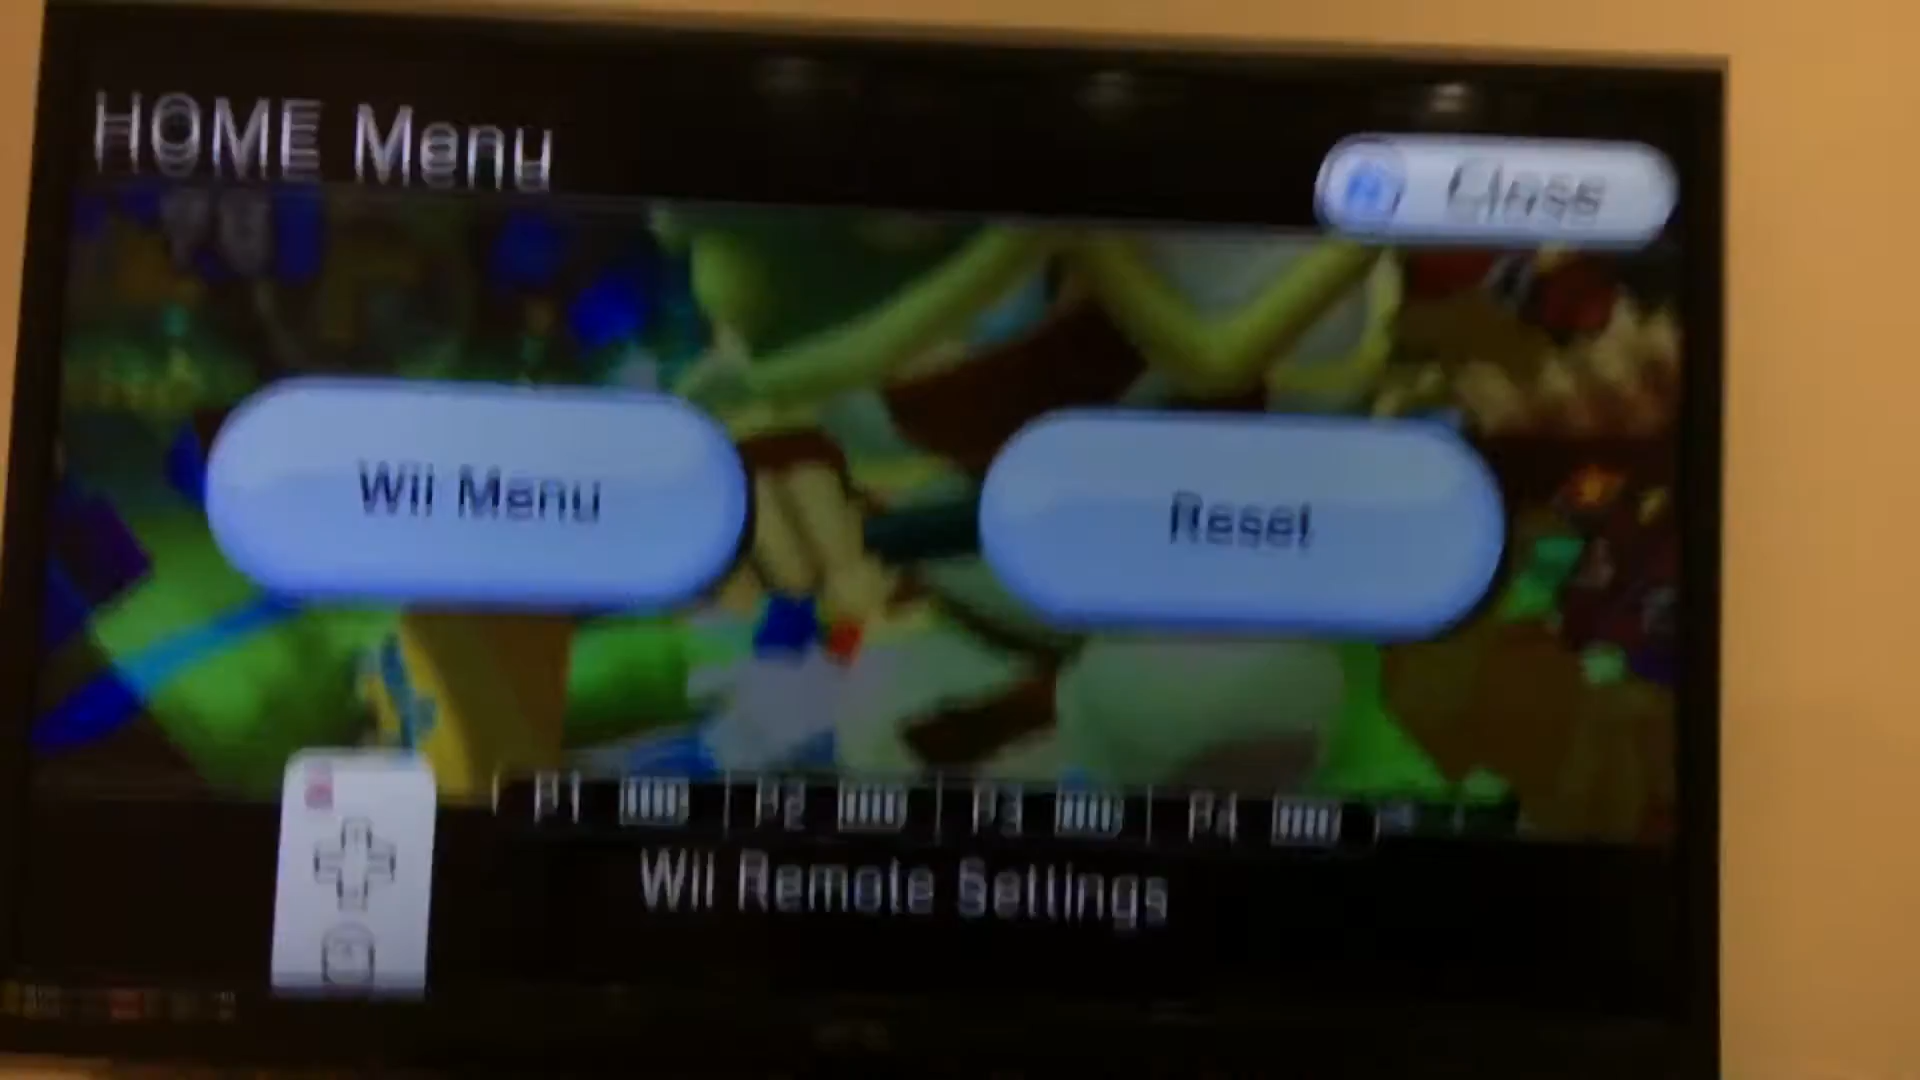 HOME Menu
Close
Wii Menu
Reset
P1 P2 P3 P4
Wii Remote Settings